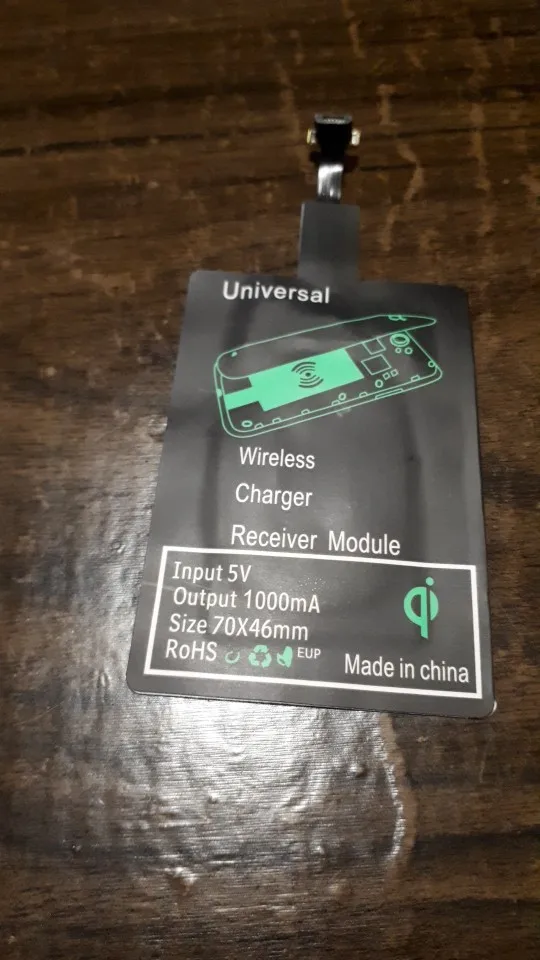 Universal
Wireless
Charger
Receiver Module
Input 5V
Output 1000mA
Size 70X46mm
RoHS EUP
qi
Made in china